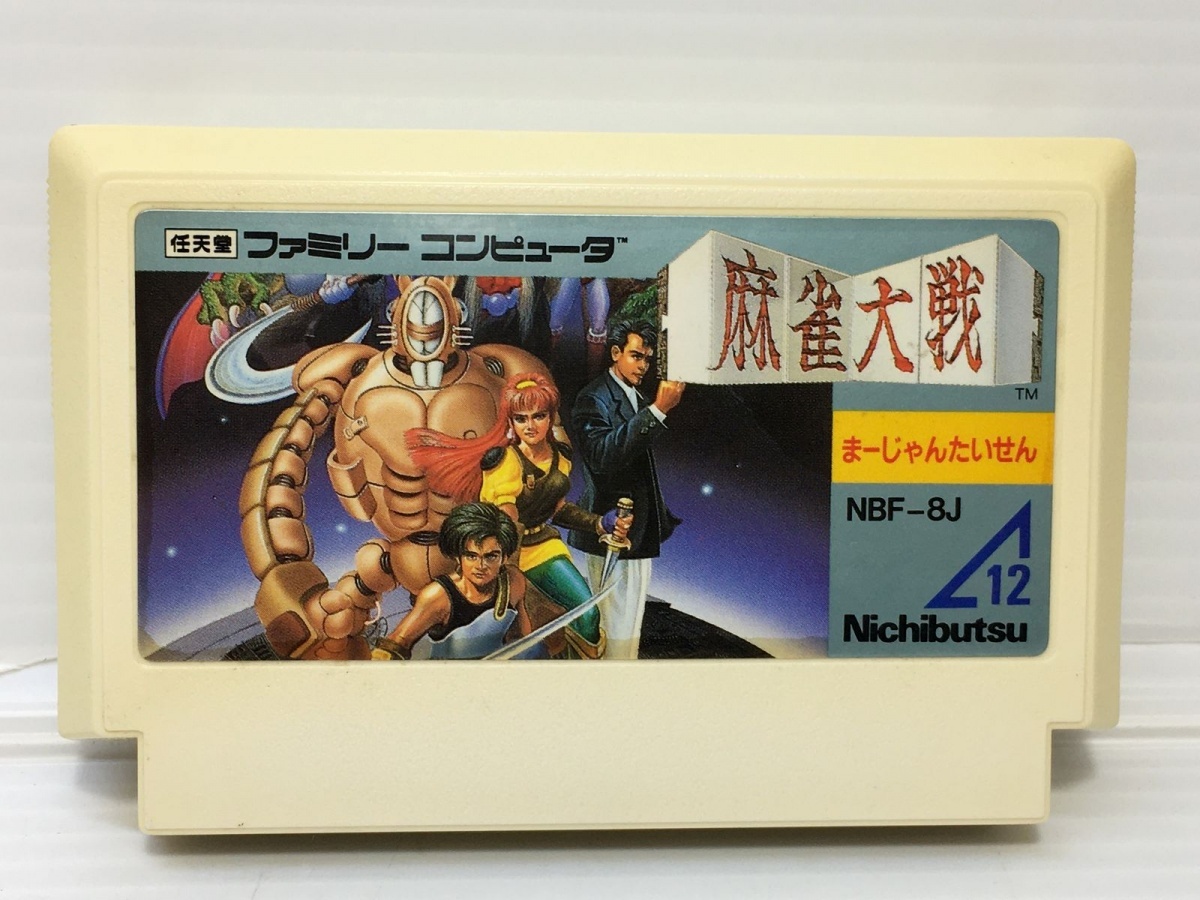 任天堂 ファミリー コンピュータ™
麻雀大戦
TM
まーじゃんたいせん
NBF-8J
12
Nichibutsu